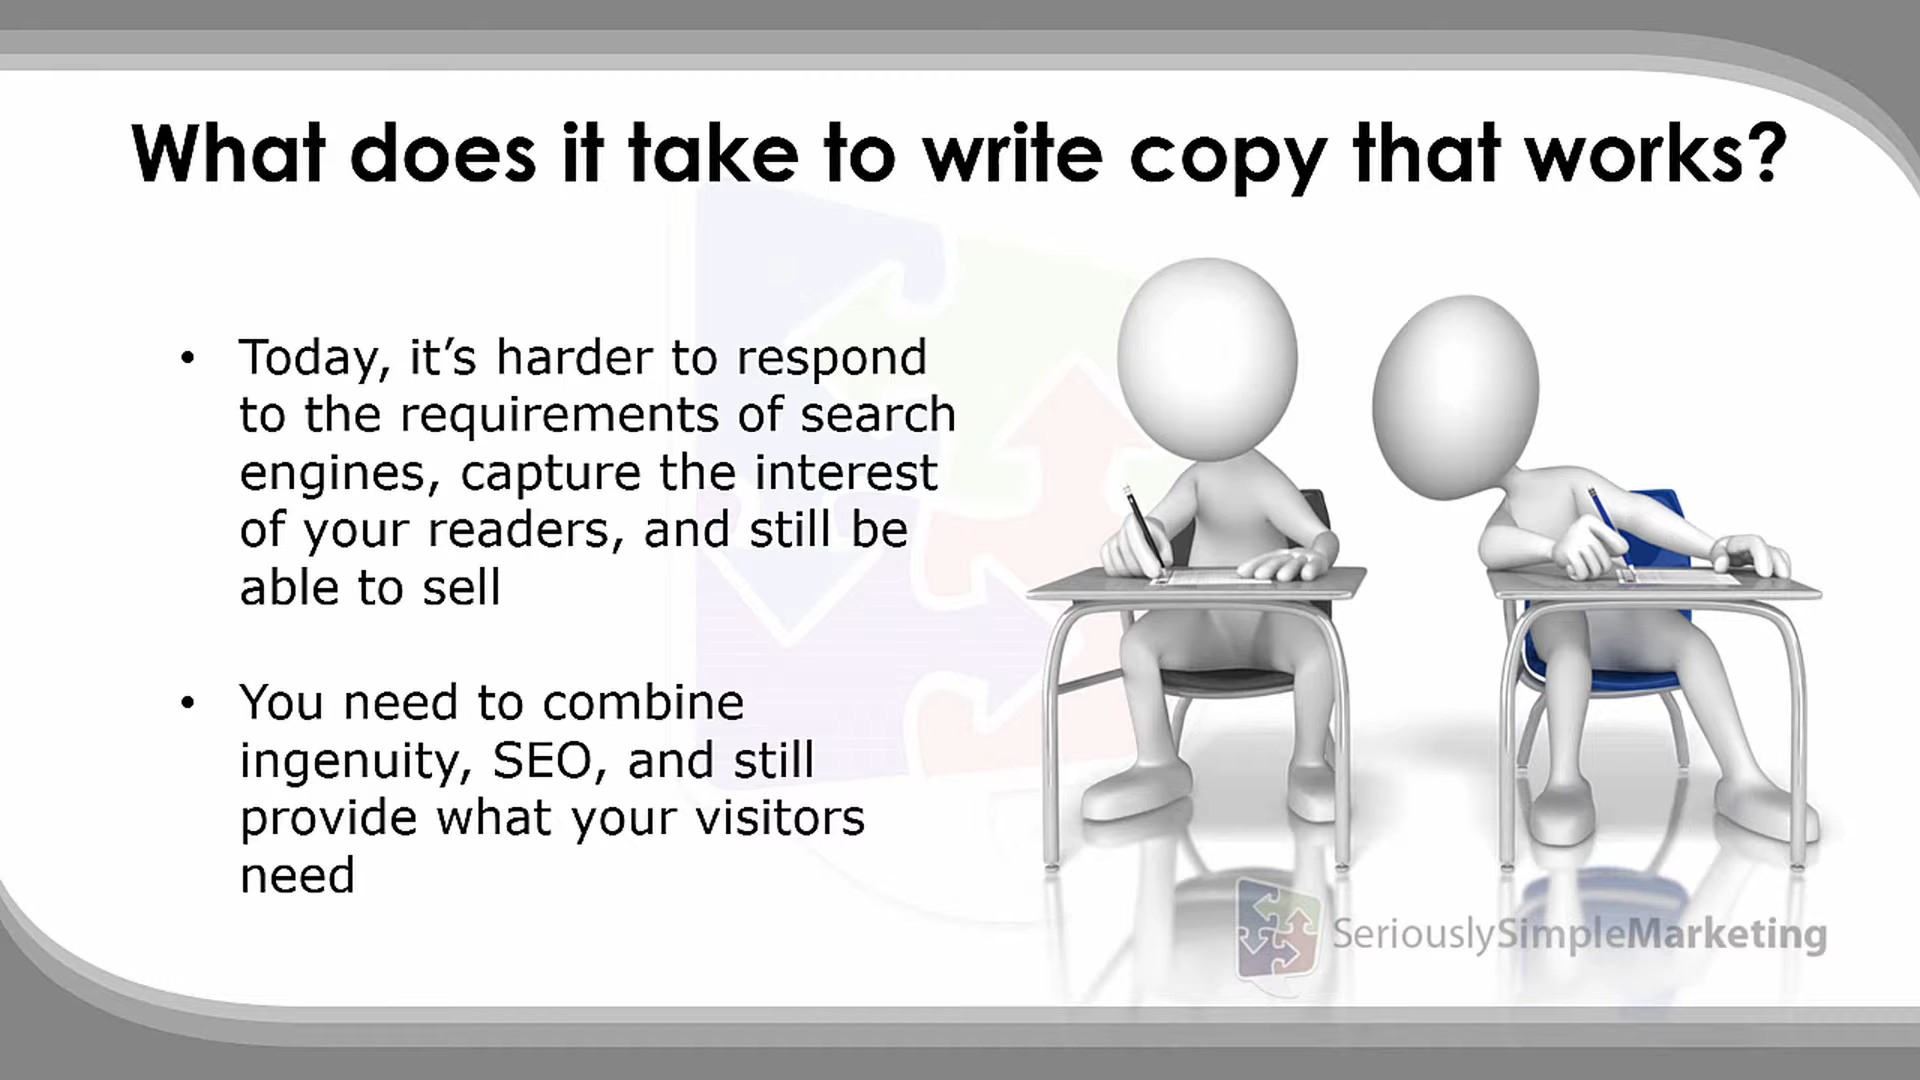 What does it take to write copy that works?
• Today, it’s harder to respond
to the requirements of search
engines, capture the interest
of your readers, and still be
able to sell
• You need to combine
ingenuity, SEO, and still
provide what your visitors
need
SeriouslySimpleMarketing